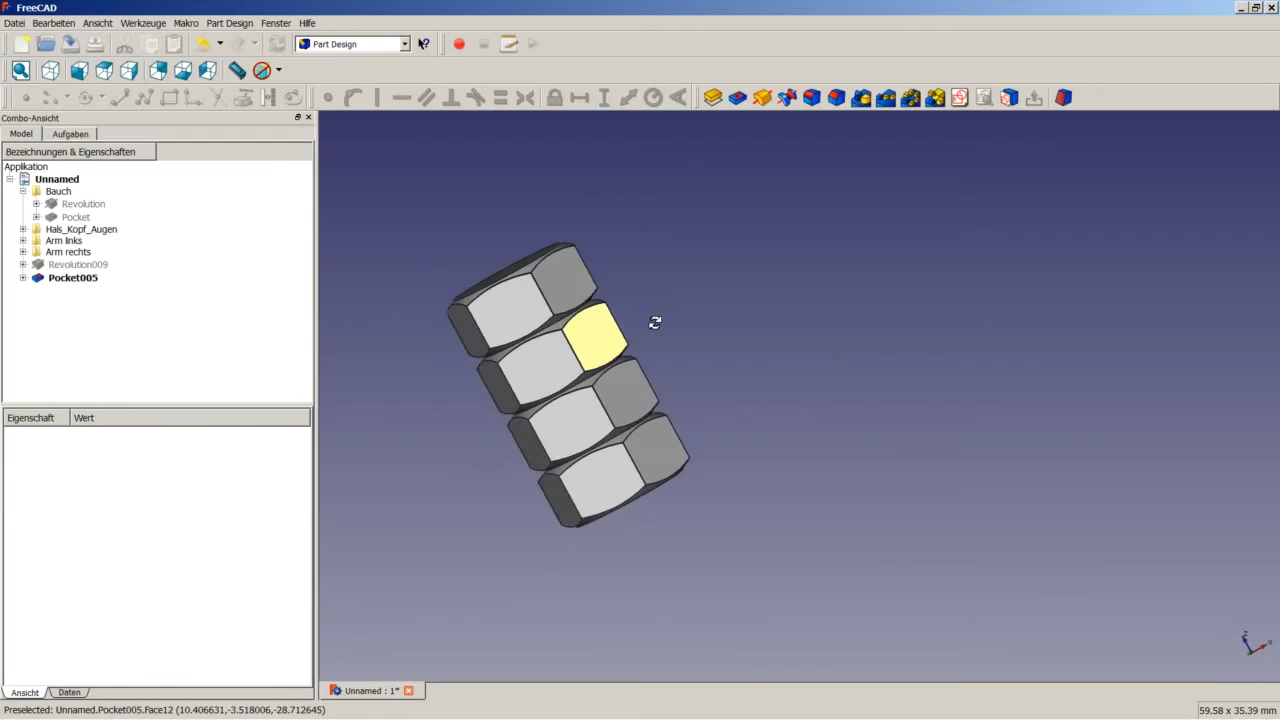 FreeCAD
Datei Bearbeiten Ansicht Werkzeuge Makro Part Design Fenster Hilfe
Part Design
Combo-Ansicht
Model Aufgaben
Bezeichnungen & Eigenschaften
Applikation
Unnamed
Bauch
Revolution
Pocket
Hals_Kopf_Augen
Arm links
Arm rechts
Revolution009
Pocket005
Eigenschaft Wert
Z
X
Ansicht Daten
Unnamed : 1*
Preselected: Unnamed.Pocket005.Face12 (10.406631,-3.518006,-28.712645)
59.58 x 35.39 mm